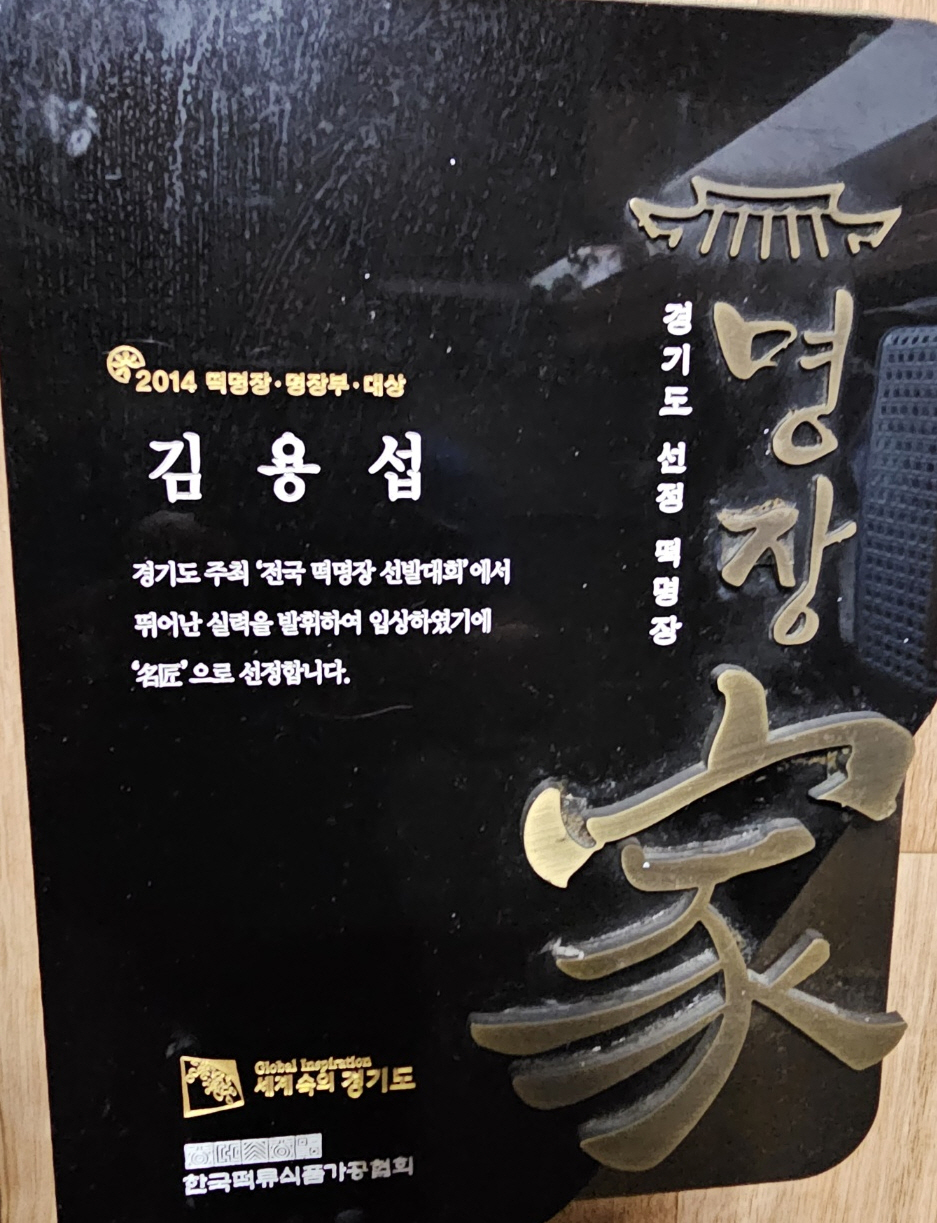 명장
家
경기도 선정 떡명장
2014 떡명장·명장부·대상
김용섭
경기도 주최 '전국 떡명장 선발대회'에서
뛰어난 실력을 발휘하여 입상하였기에
'名匠'으로 선정합니다.
Global Inspiration
세계속의 경기도
한국떡류식품가공협회